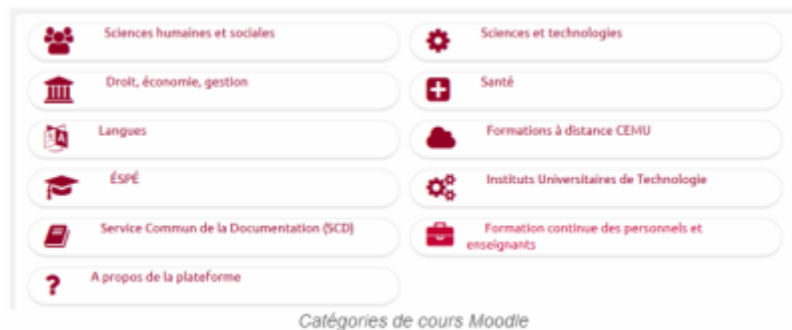 Sciences humaines et sociales
Sciences et technologies
Droit, économie, gestion
Santé
Langues
Formations à distance CEMU
ÉSPÉ
Instituts Universitaires de Technologie
Service Commun de la Documentation (SCD)
Formation continue des personnels et
enseignants
A propos de la plateforme
Catégories de cours Moodle